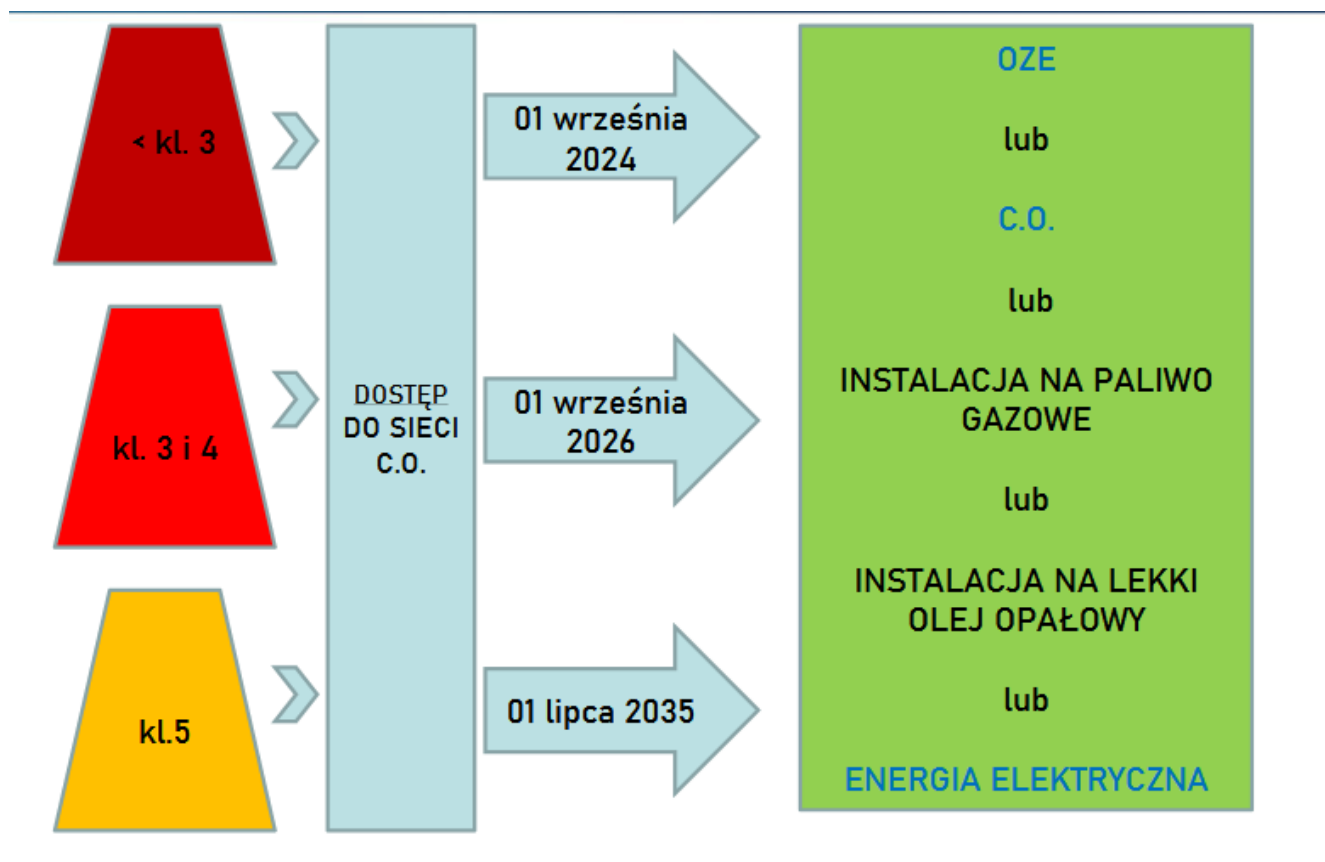 < kl. 3
kl. 3 i 4
kl.5
DOSTĘP
DO SIECI
C.O.
01 września
2024
01 września
2026
01 lipca 2035
OZE
lub
C.O.
lub
INSTALACJA NA PALIWO
GAZOWE
lub
INSTALACJA NA LEKKI
OLEJ OPAŁOWY
lub
ENERGIA ELEKTRYCZNA